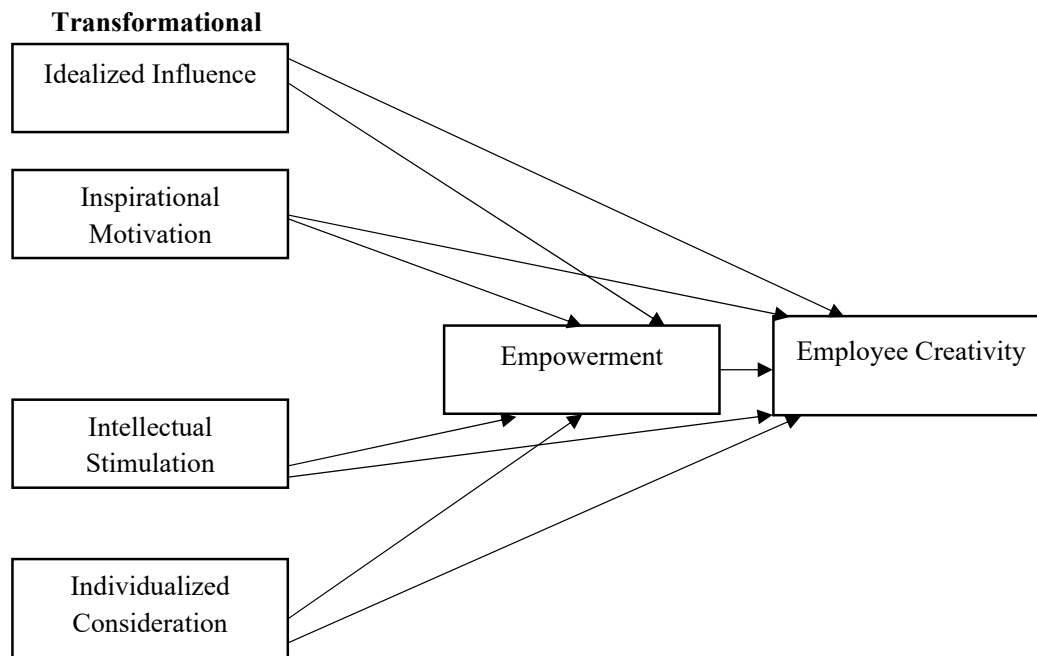 Transformational
Idealized Influence
Inspirational
Motivation
Empowerment
Employee Creativity
Intellectual
Stimulation
Individualized
Consideration